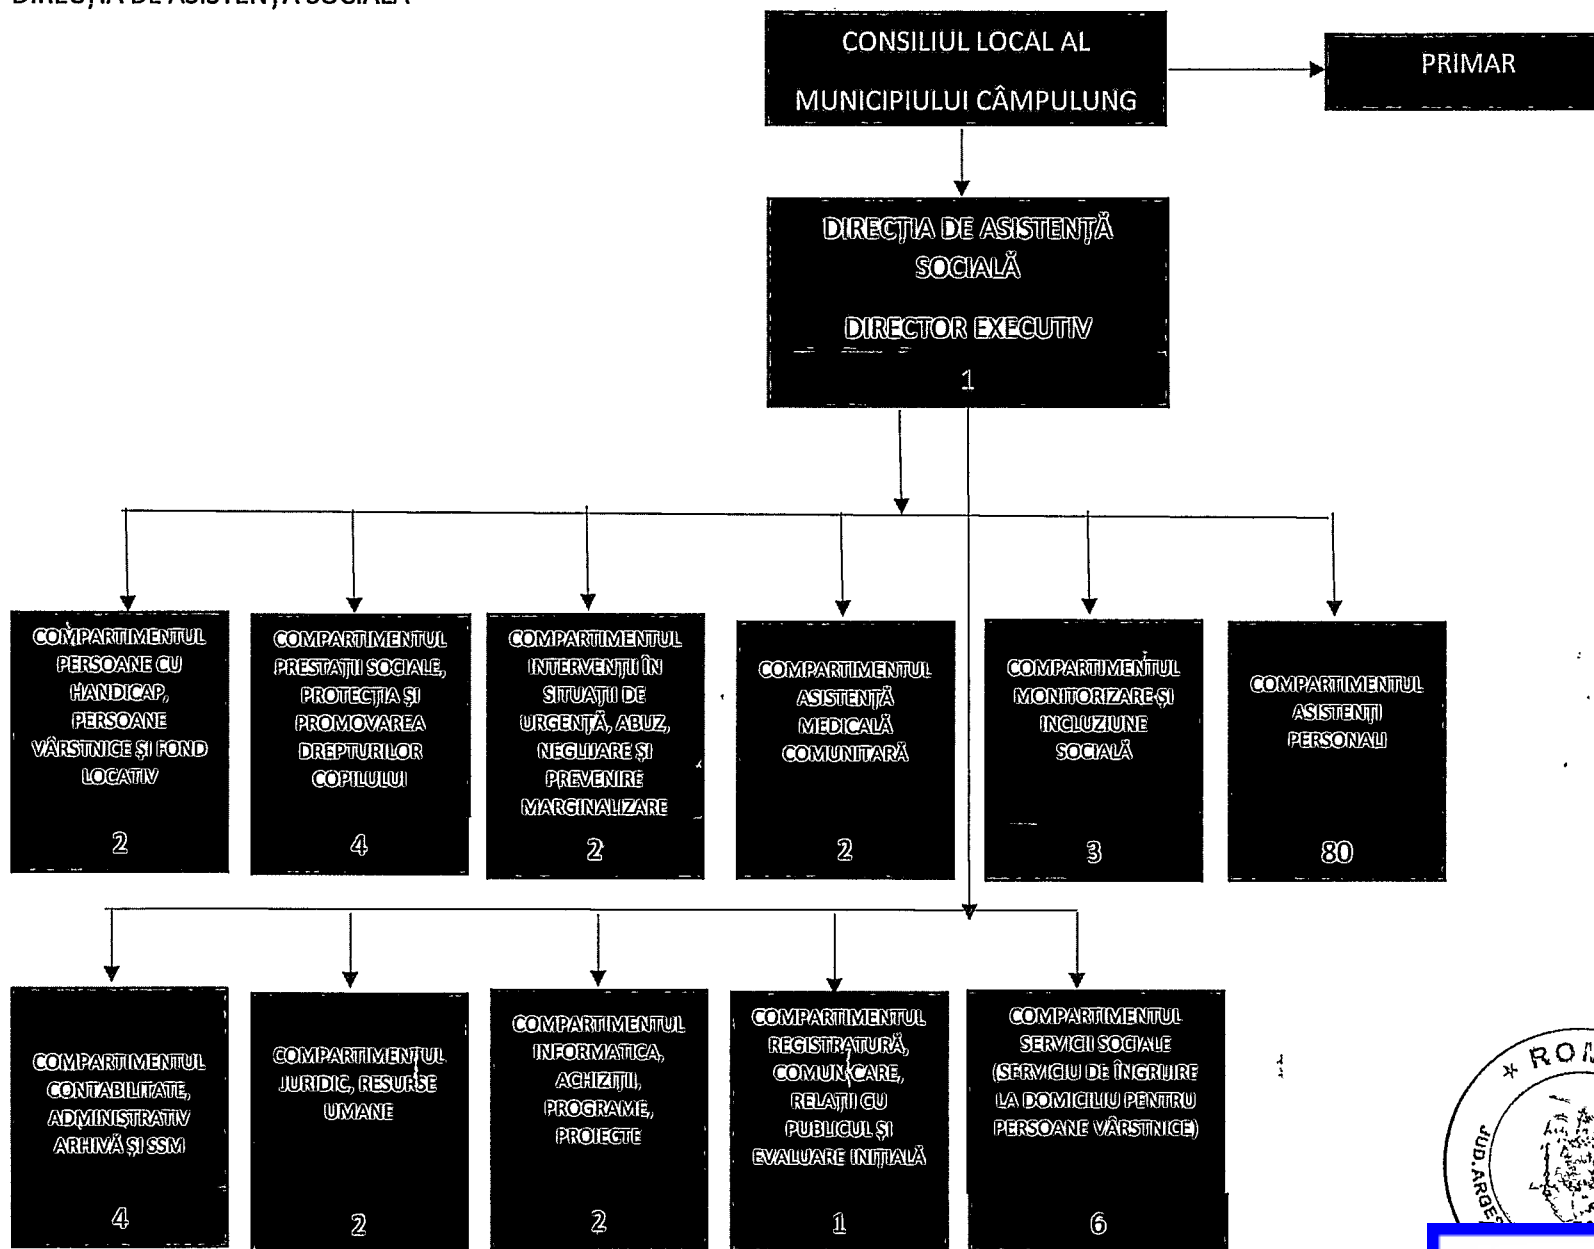 DIRECȚIA DE ASISTENȚA SOCIALA
CONSILIUL LOCAL AL
MUNICIPIULUI CÂMPULUNG
PRIMAR
DIRECȚIA DE ASISTENȚĂ
SOCIALĂ
DIRECTOR EXECUTIV
1
COMPARTIMENTUL
PERSOANE CU
HANDICAP,
PERSOANE
VÂRSTNICE ȘI FOND
LOCATIV
2
COMPARTIMENTUL
PRESTAȚII SOCIALE,
PROTECȚIA ȘI
PROMOVAREA
DREPTURILOR
COPILULUI
4
COMPARTIMENTUL
INTERVENȚII ÎN
SITUAȚII DE
URGENȚĂ, ABUZ,
NEGLIJARE ȘI
PREVENIRE
MARGINALIZARE
2
COMPARTIMENTUL
ASISTENȚĂ
MEDICALĂ
COMUNITARĂ
2
COMPARTIMENTUL
MONITORIZARE ȘI
INCLUZIUNE
SOCIALĂ
3
COMPARTIMENTUL
ASISTENȚI
PERSONALI
80
COMPARTIMENTUL
CONTABILITATE,
ADMINISTRATIV
ARHIVĂ ȘI SSM
4
COMPARTIMENTUL
JURIDIC, RESURSE
UMANE
2
COMPARTIMENTUL
INFORMATICA,
ACHIZIȚII,
PROGRAME,
PROIECTE
2
COMPARTIMENTUL
REGISTRATURĂ,
COMUNICARE,
RELAȚII CU
PUBLICUL ȘI
EVALUARE INIȚIALĂ
1
COMPARTIMENTUL
SERVICII SOCIALE
(SERVICIU DE ÎNGRIJIRE
LA DOMICILIU PENTRU
PERSOANE VÂRSTNICE)
6